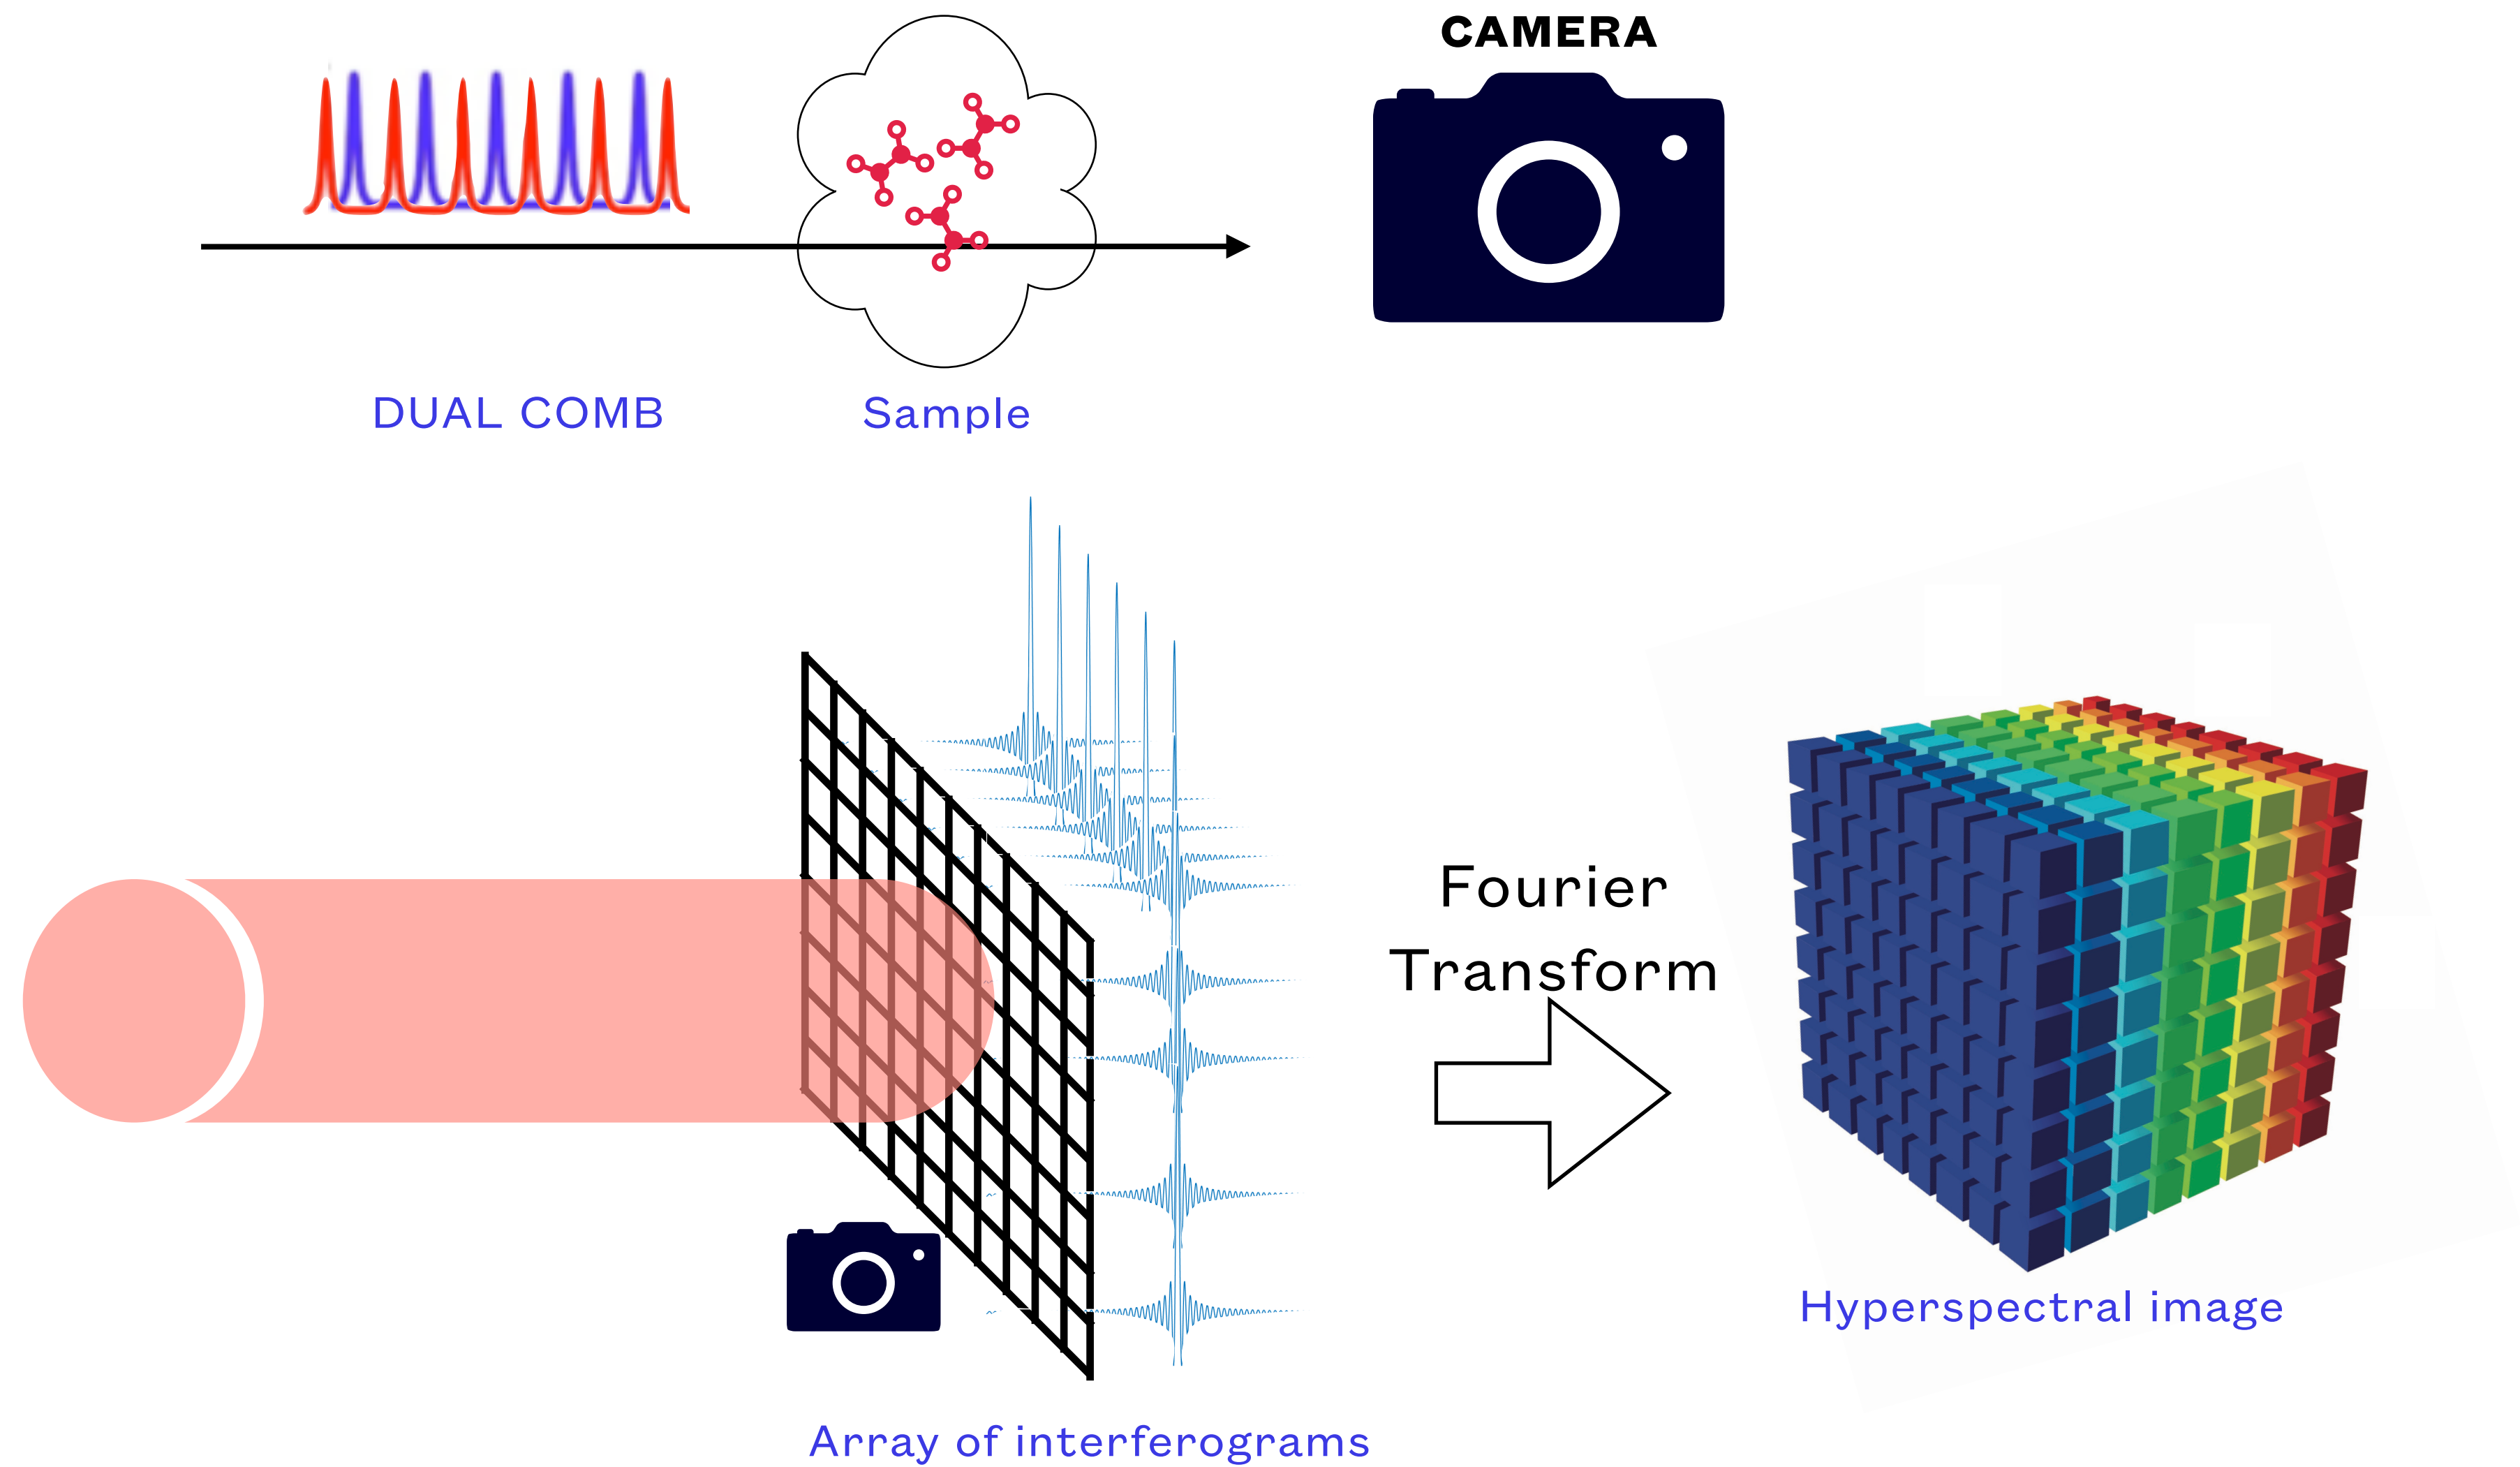 CAMERA
DUAL COMB
Sample
Fourier
Transform
Hyperspectral image
Array of interferograms